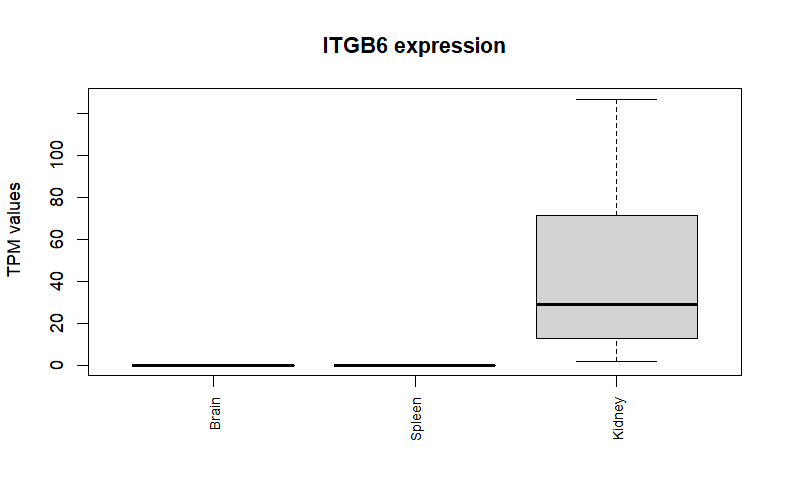 ITGB6 expression
TPM values
100
80
60
40
20
0
Brain
Spleen
Kidney